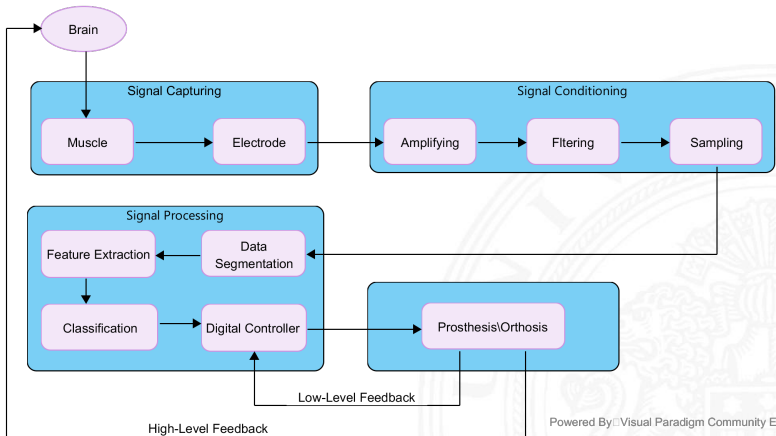 Brain
Signal Capturing
Muscle
Electrode
Signal Conditioning
Amplifying
Fltering
Sampling
Signal Processing
Data
Segmentation
Feature Extraction
Classification
Digital Controller
Prosthesis\Orthosis
Low-Level Feedback
High-Level Feedback
Powered By□Visual Paradigm Community E